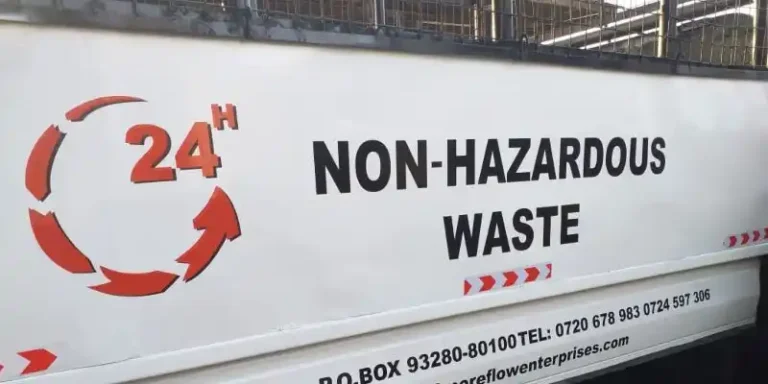 24H
NON-HAZARDOUS
WASTE
P.O.BOX 93280-80100 TEL: 0720 678 983 0724 597 306